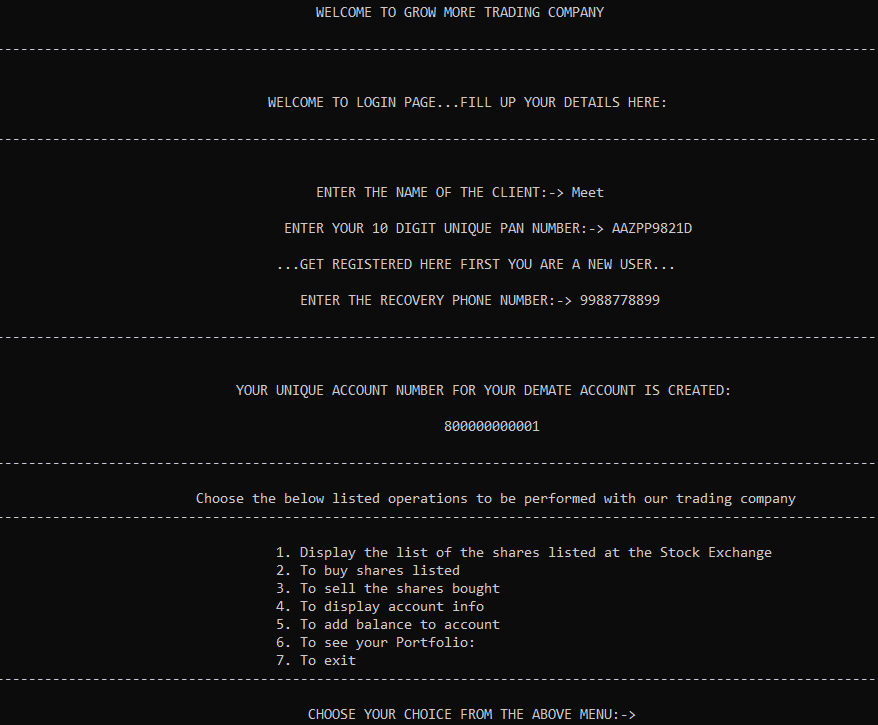 WELCOME TO GROW MORE TRADING COMPANY
WELCOME TO LOGIN PAGE...FILL UP YOUR DETAILS HERE:
ENTER THE NAME OF THE CLIENT:-> Meet
ENTER YOUR 10 DIGIT UNIQUE PAN NUMBER:-> AAZPP9821D
...GET REGISTERED HERE FIRST YOU ARE A NEW USER...
ENTER THE RECOVERY PHONE NUMBER:-> 9988778899
YOUR UNIQUE ACCOUNT NUMBER FOR YOUR DEMATE ACCOUNT IS CREATED:
800000000001
Choose the below listed operations to be performed with our trading company
1. Display the list of the shares listed at the Stock Exchange
2. To buy shares listed
3. To sell the shares bought
4. To display account info
5. To add balance to account
6. To see your Portfolio:
7. To exit
CHOOSE YOUR CHOICE FROM THE ABOVE MENU:->